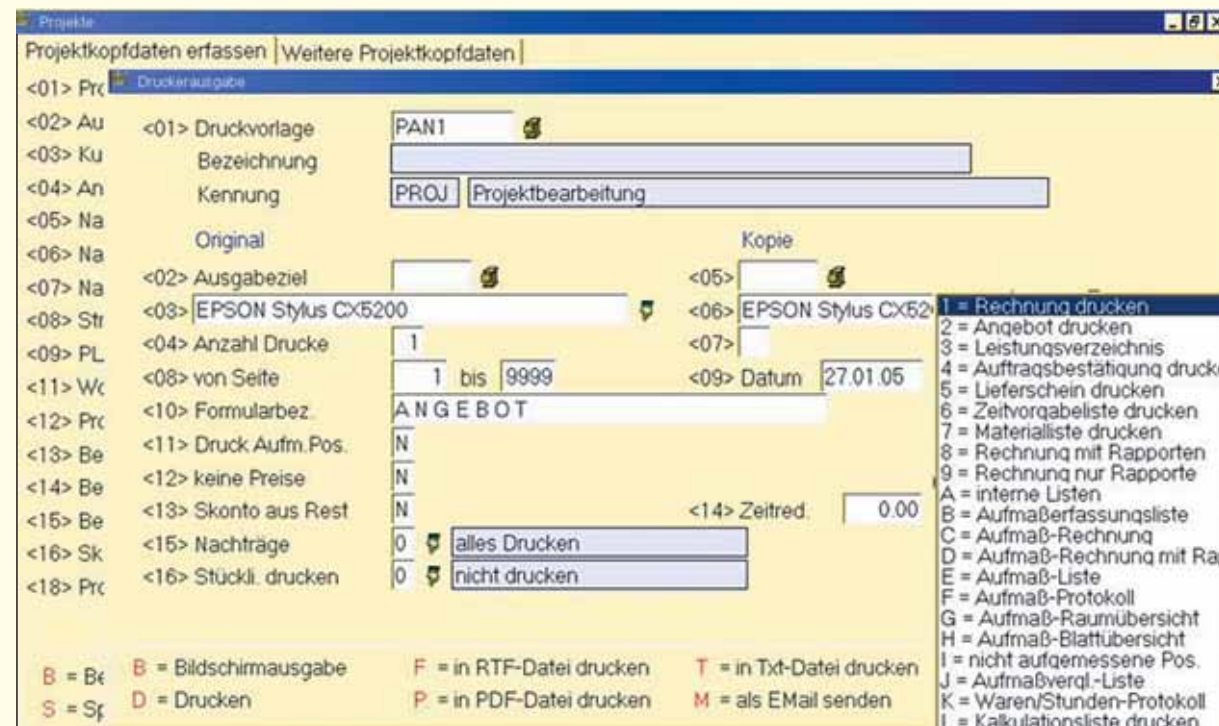 Projekte
Projektkopfdaten erfassen | Weitere Projektkopfdaten
Druckerausgabe
<01> Pro
<02> Au
<03> Ku
<04> An
<05> Na
<06> Na
<07> Na
<08> Str
<09> PL
<11> Wo
<12> Pro
<13> Be
<14> Be
<15> Be
<16> Sk
<18> Pro
B = Be
S = Sp
<01> Druckvorlage PAN1
Bezeichnung
Kennung PROJ Projektbearbeitung
Original Kopie
<02> Ausgabeziel <05>
<03> EPSON Stylus CX5200 <06> EPSON Stylus CX52
<04> Anzahl Drucke 1 <07>
<08> von Seite 1 bis 9999 <09> Datum 27.01.05
<10> Formularbez. A N G E B O T
<11> Druck Aufm.Pos. N
<12> keine Preise N
<13> Skonto aus Rest N <14> Zeitred. 0.00
<15> Nachträge 0 alles Drucken
<16> Stückli. drucken 0 nicht drucken
B = Bildschirmausgabe F = in RTF-Datei drucken T = in Txt-Datei drucken
D = Drucken P = in PDF-Datei drucken M = als EMail senden
1 = Rechnung drucken
2 = Angebot drucken
3 = Leistungsverzeichnis
4 = Auftragsbestätigung drucke
5 = Lieferschein drucken
6 = Zeitvorgabeliste drucken
7 = Materialliste drucken
8 = Rechnung mit Rapporten
9 = Rechnung nur Rapporte
A = interne Listen
B = Aufmaßerfassungsliste
C = Aufmaß-Rechnung
D = Aufmaß-Rechnung mit Rap
E = Aufmaß-Liste
F = Aufmaß-Protokoll
G = Aufmaß-Raumübersicht
H = Aufmaß-Blattübersicht
I = nicht aufgemessene Pos.
J = Aufmaßvergl.-Liste
K = Waren/Stunden-Protokoll
L = Kalkulationsliste drucken